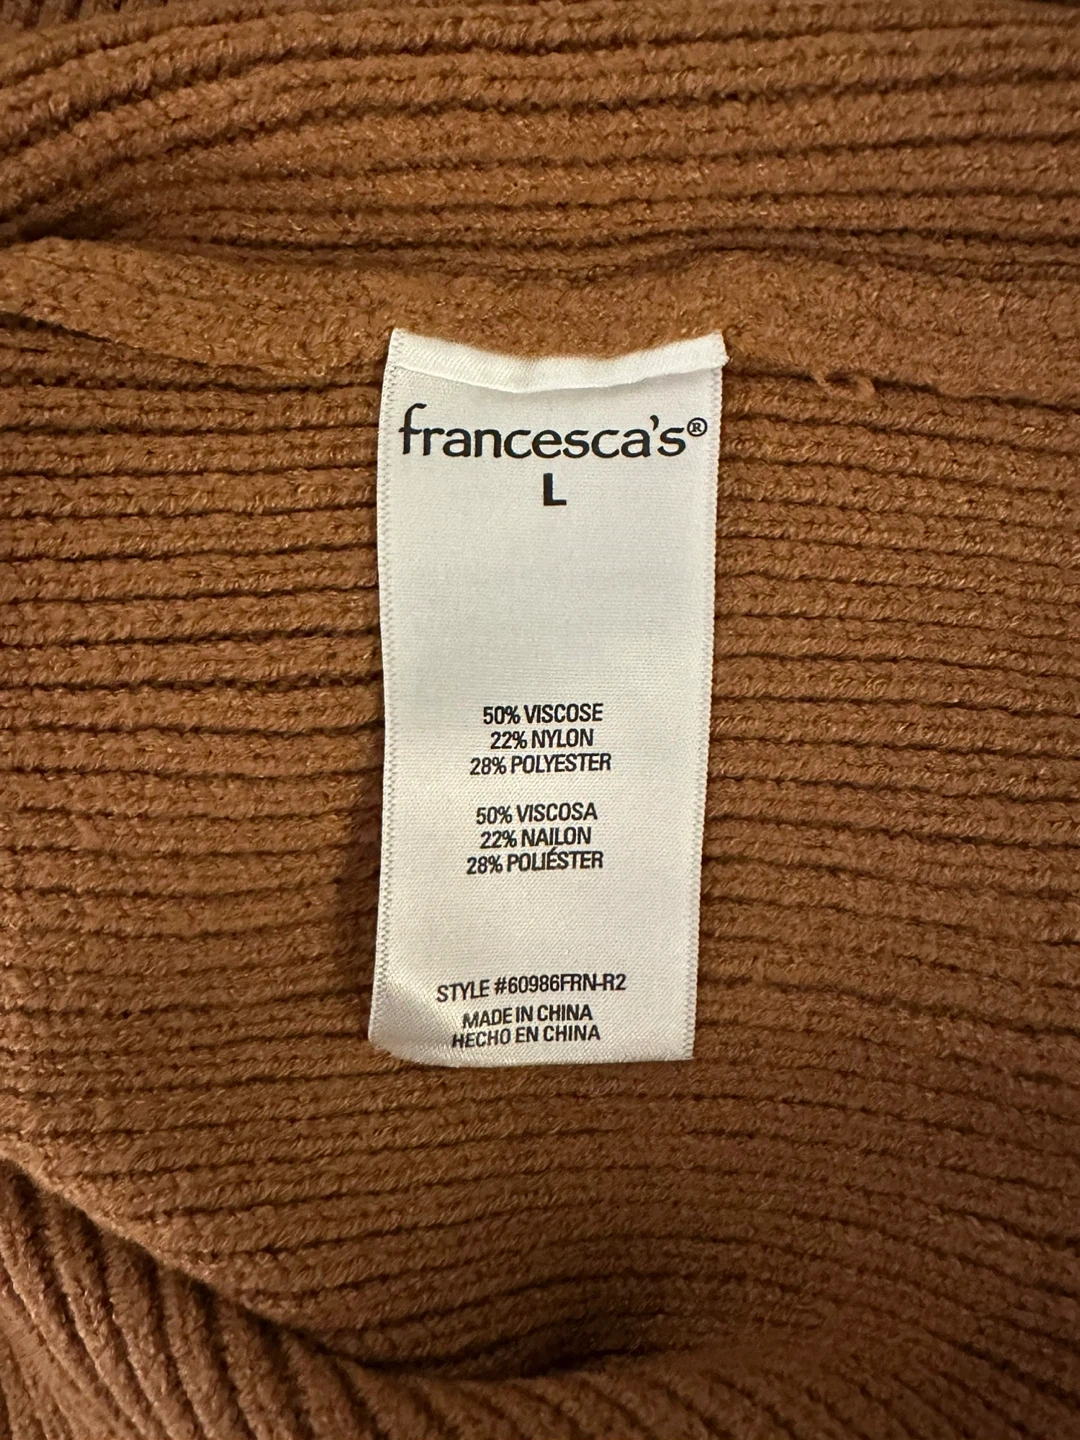 francesca's®
L
50% VISCOSE
22% NYLON
28% POLYESTER
50% VISCOSA
22% NAILON
28% POLIÉSTER
STYLE #60986FRN-R2
MADE IN CHINA
HECHO EN CHINA